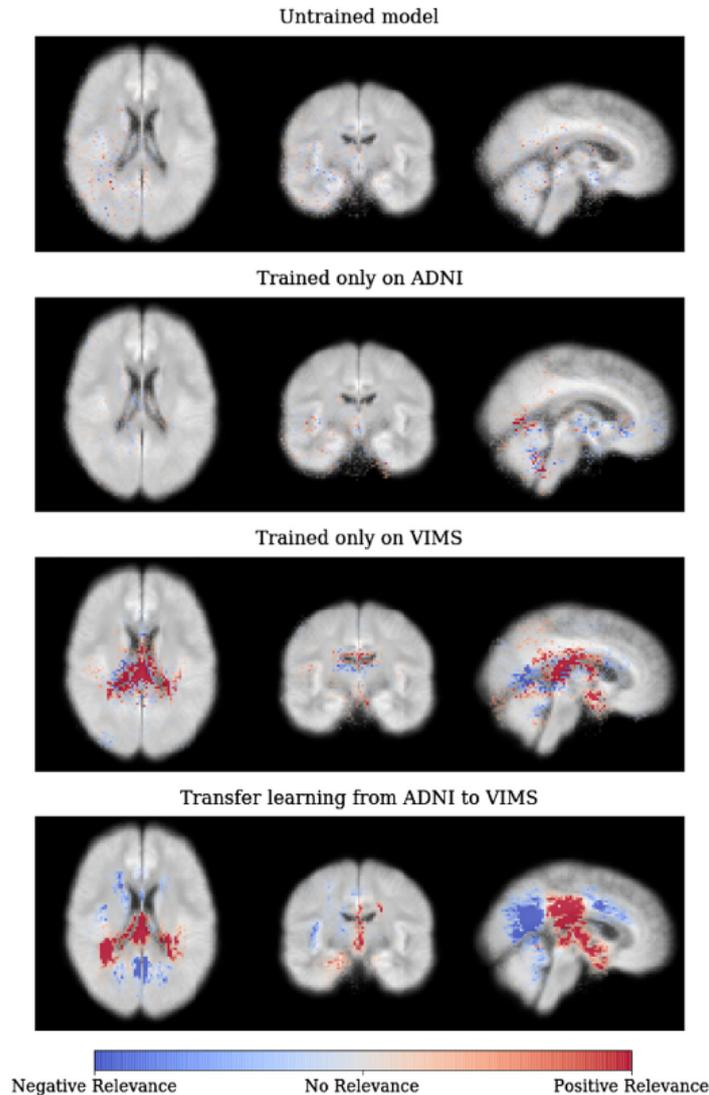 Untrained model
Trained only on ADNI
Trained only on VIMS
Transfer learning from ADNI to VIMS
Negative Relevance No Relevance Positive Relevance